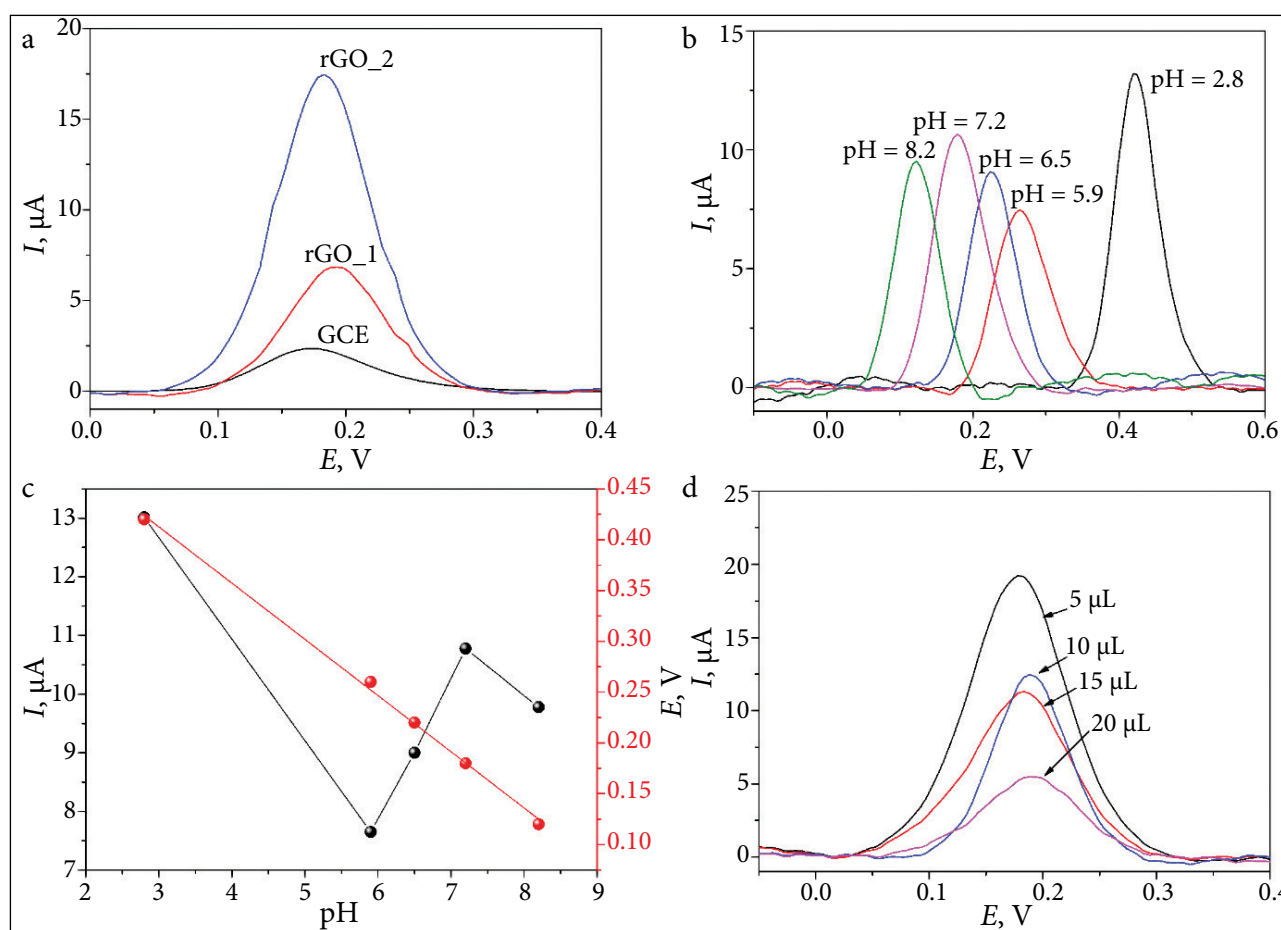 a
20
15
10
5
0
I, µA
rGO_2
rGO_1
GCE
0.0 0.1 0.2 0.3 0.4
E, V
b
15
10
5
0
I, µA
pH = 2.8
pH = 7.2
pH = 8.2
pH = 6.5
pH = 5.9
0.0 0.2 0.4 0.6
E, V
c
13
12
11
10
9
8
7
I, µA
0.45
0.40
0.35
0.30
0.25
0.20
0.15
0.10
E, V
2 3 4 5 6 7 8 9
pH
d
25
20
15
10
5
0
I, µA
5 µL
10 µL
15 µL
20 µL
0.0 0.1 0.2 0.3 0.4
E, V